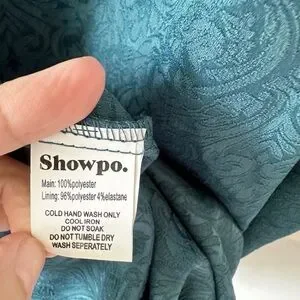 Showpo.
Main: 100%polyester
Lining: 96%polyester 4%elastane
COLD HAND WASH ONLY
COOL IRON
DO NOT SOAK
DO NOT TUMBLE DRY
WASH SEPERATELY